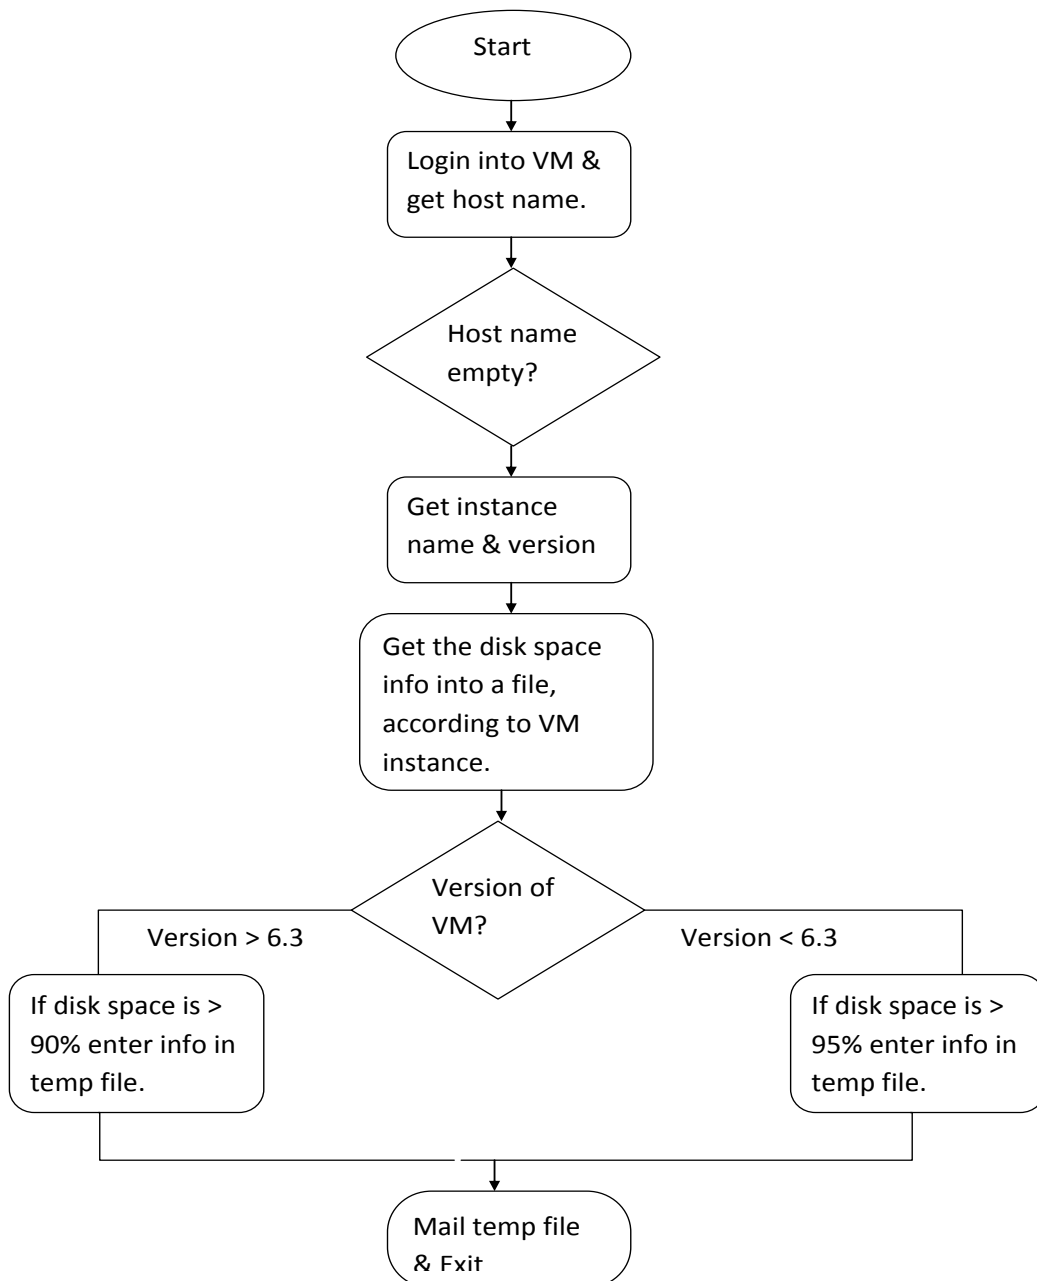 Start
Login into VM &
get host name.
Host name
empty?
Get instance
name & version
Get the disk space
info into a file,
according to VM
instance.
Version of
VM?
Version > 6.3
Version < 6.3
If disk space is >
90% enter info in
temp file.
If disk space is >
95% enter info in
temp file.
Mail temp file
& Exit